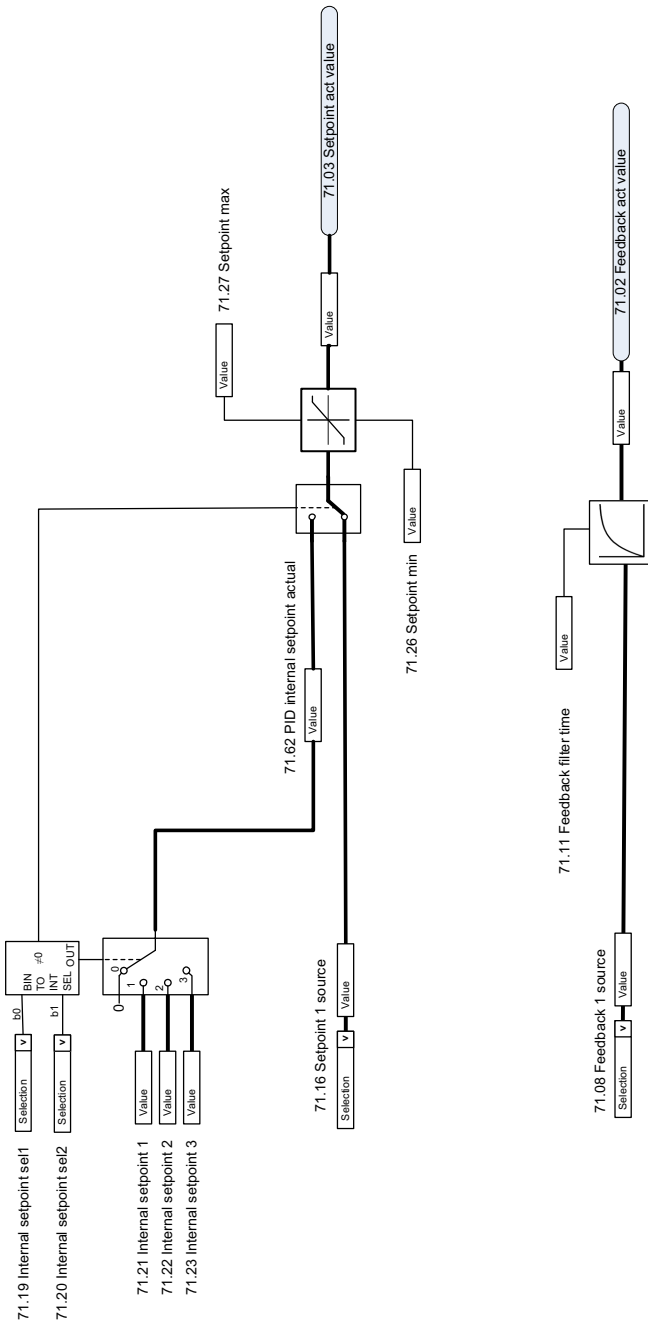 71.19 Internal setpoint sel1
Selection
v
b0
71.20 Internal setpoint sel2
Selection
v
b1
BIN
TO
INT
SEL
≠0
OUT
71.21 Internal setpoint 1
Value
71.22 Internal setpoint 2
Value
71.23 Internal setpoint 3
Value
0
0
1
2
3
71.62 PID internal setpoint actual
Value
71.16 Setpoint 1 source
Selection
v
Value
71.27 Setpoint max
Value
71.26 Setpoint min
Value
Value
71.03 Setpoint act value
71.11 Feedback filter time
Value
71.08 Feedback 1 source
Selection
v
Value
Value
71.02 Feedback act value